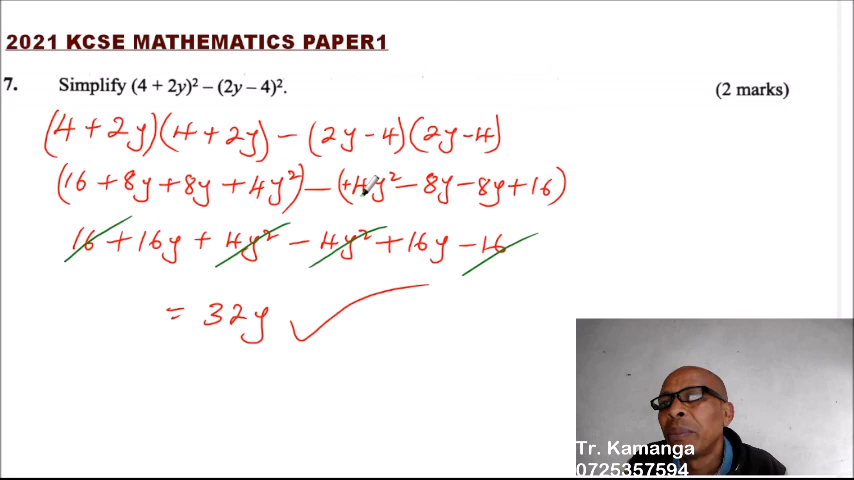 2021 KCSE MATHEMATICS PAPER1
7. Simplify (4 + 2y)² – (2y – 4)². (2 marks)
(4 + 2y)(4 + 2y) – (2y – 4)(2y – 4)
(16 + 8y + 8y + 4y²) – (+4y² – 8y – 8y + 16)
16 + 16y + 4y² – 4y² + 16y – 16
= 32y
Tr. Kamanga
0725357594